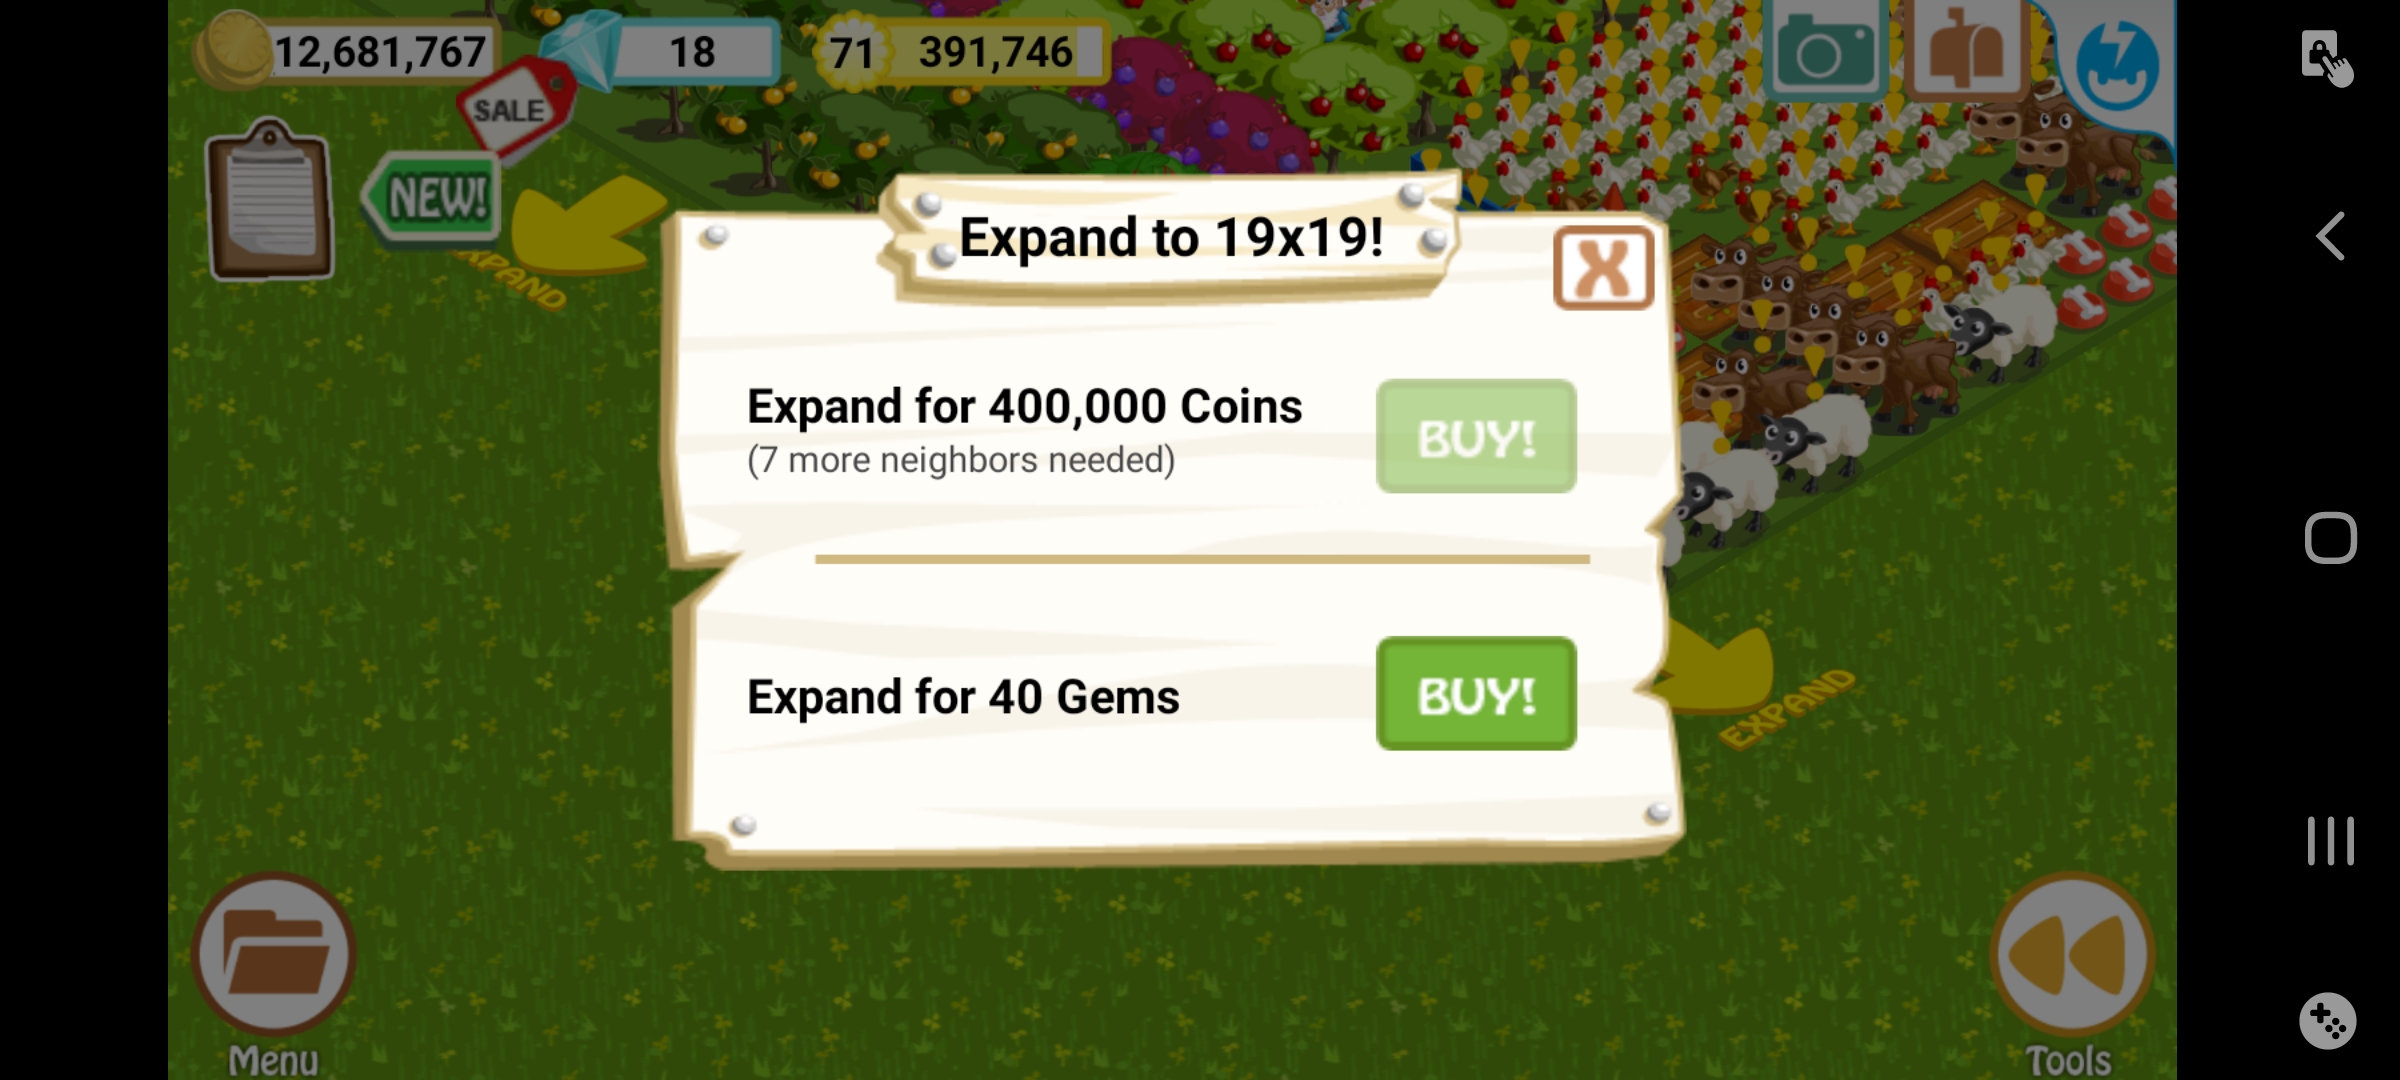 12,681,767
18
71
391,746
SALE
NEW!
EXPAND
Expand to 19x19!
X
Expand for 400,000 Coins
(7 more neighbors needed)
BUY!
Expand for 40 Gems
BUY!
EXPAND
Menu
Tools